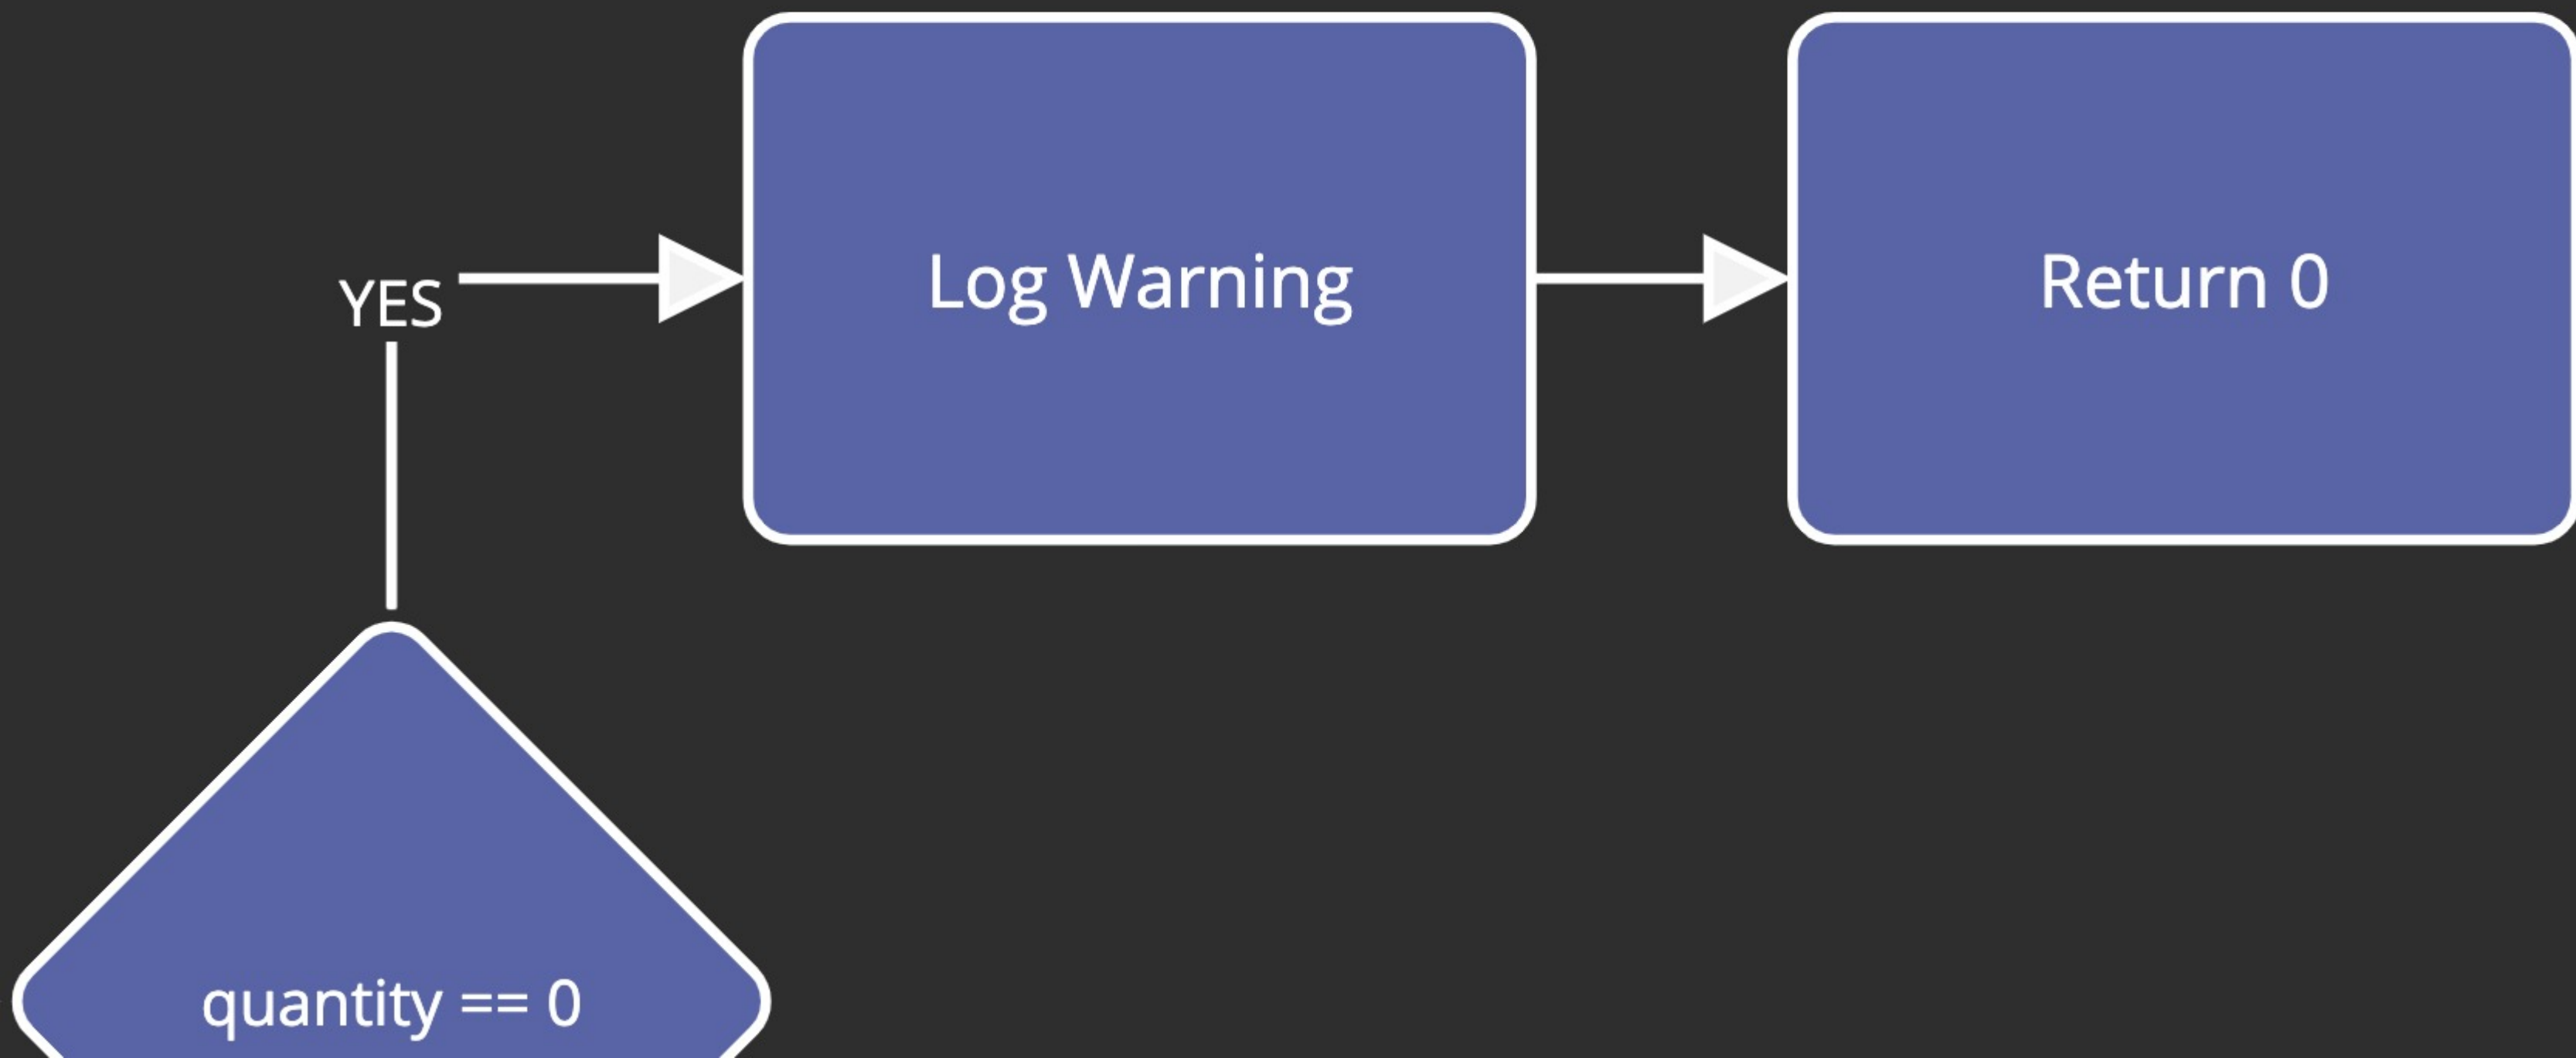 YES
Log Warning
Return 0
quantity == 0